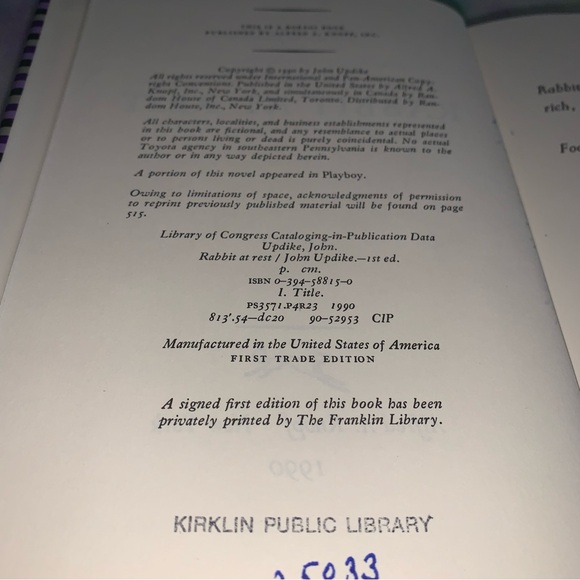 THIS IS A BORZOI BOOK
PUBLISHED BY ALFRED A. KNOPF, INC.
Copyright © 1990 by John Updike
All rights reserved under International and Pan-American Copy-
right Conventions. Published in the United States by Alfred A.
Knopf, Inc., New York, and simultaneously in Canada by Ran-
dom House of Canada Limited, Toronto. Distributed by Ran-
dom House, Inc., New York.
All characters, localities, and business establishments represented
in this book are fictional, and any resemblance to actual places
or to persons living or dead is purely coincidental. No actual
Toyota agency in southeastern Pennsylvania is known to the
author or in any way depicted herein.
A portion of this novel appeared in Playboy.
Owing to limitations of space, acknowledgments of permission
to reprint previously published material will be found on page
515.
Library of Congress Cataloging-in-Publication Data
Updike, John.
Rabbit at rest / John Updike.—1st ed.
p. cm.
ISBN 0-394-58815-0
I. Title.
PS3571.P4R23 1990
813'.54—dc20 90-52953 CIP
Manufactured in the United States of America
FIRST TRADE EDITION
A signed first edition of this book has been
privately printed by The Franklin Library.
1990
KIRKLIN PUBLIC LIBRARY
Rabbit
rich,